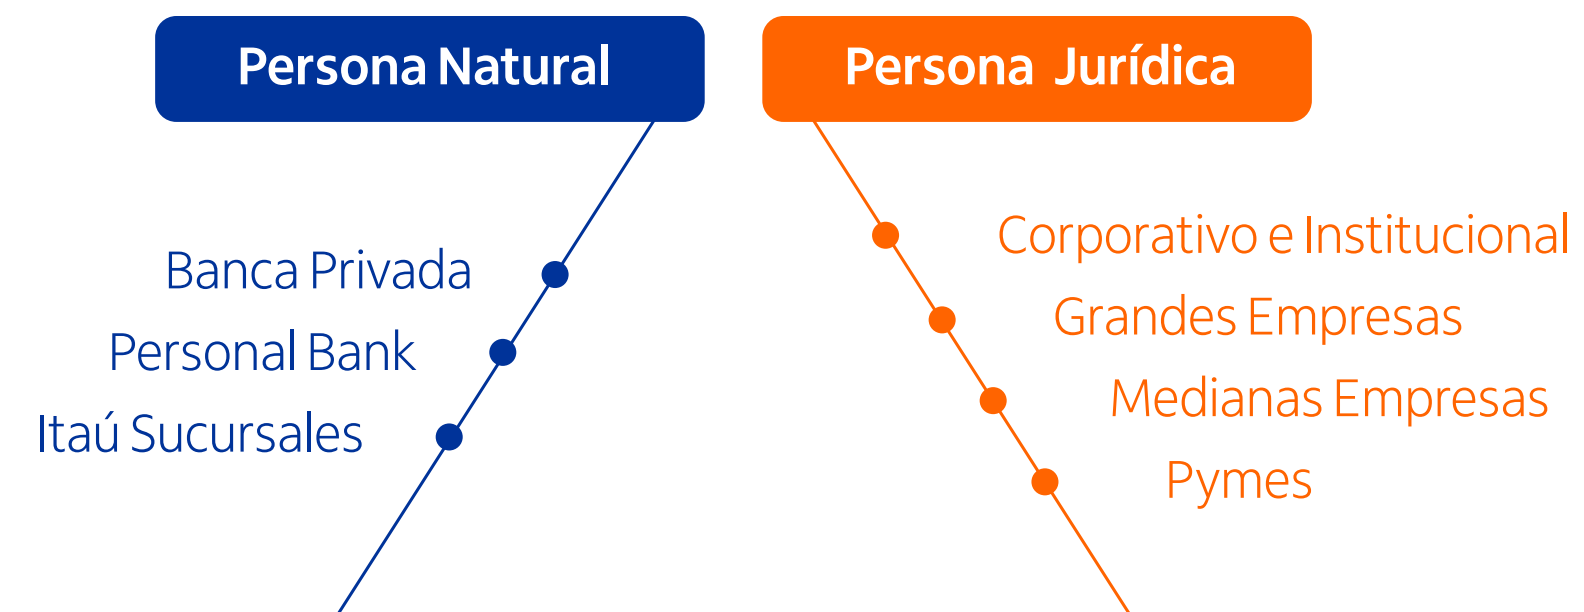 Persona Natural
Banca Privada
Personal Bank
Itaú Sucursales
Persona Jurídica
Corporativo e Institucional
Grandes Empresas
Medianas Empresas
Pymes